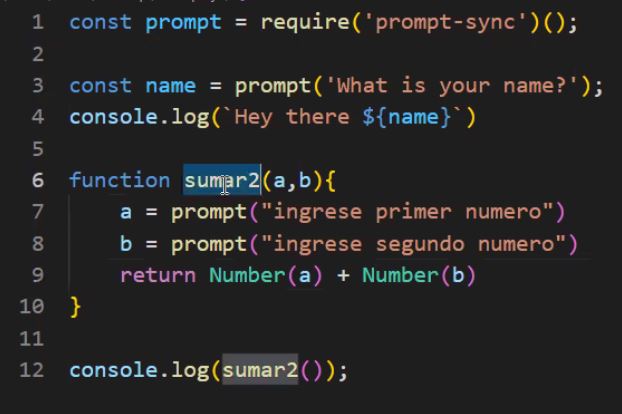 1 const prompt = require('prompt-sync')();
2
3 const name = prompt('What is your name?');
4 console.log(`Hey there ${name}`)
5
6 function sumar2(a,b){
7 a = prompt("ingrese primer numero")
8 b = prompt("ingrese segundo numero")
9 return Number(a) + Number(b)
10 }
11
12 console.log(sumar2());